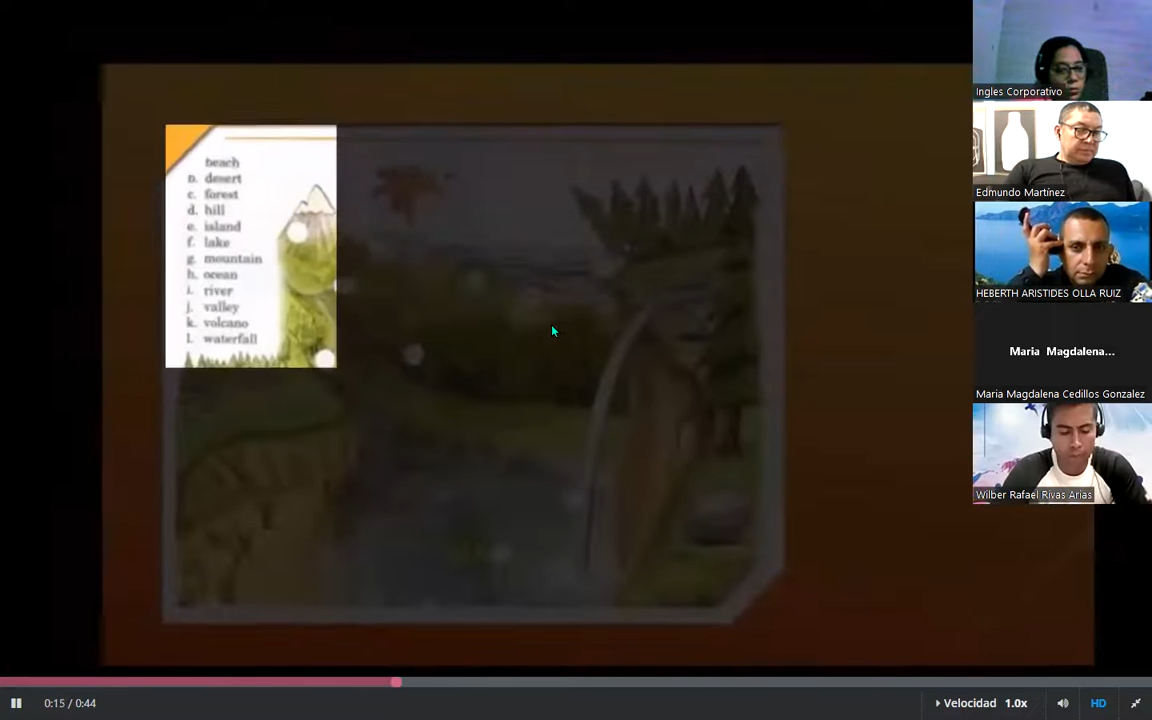 beach
b. desert
c. forest
d. hill
e. island
f. lake
g. mountain
h. ocean
i. river
j. valley
k. volcano
l. waterfall
Ingles Corporativo
Edmundo Martínez
HEBERTH ARISTIDES OLLA RUIZ
Maria Magdalena...
Maria Magdalena Cedillos Gonzalez
Wilber Rafael Rivas Arias
0:15 / 0:44
Velocidad 1.0x
HD